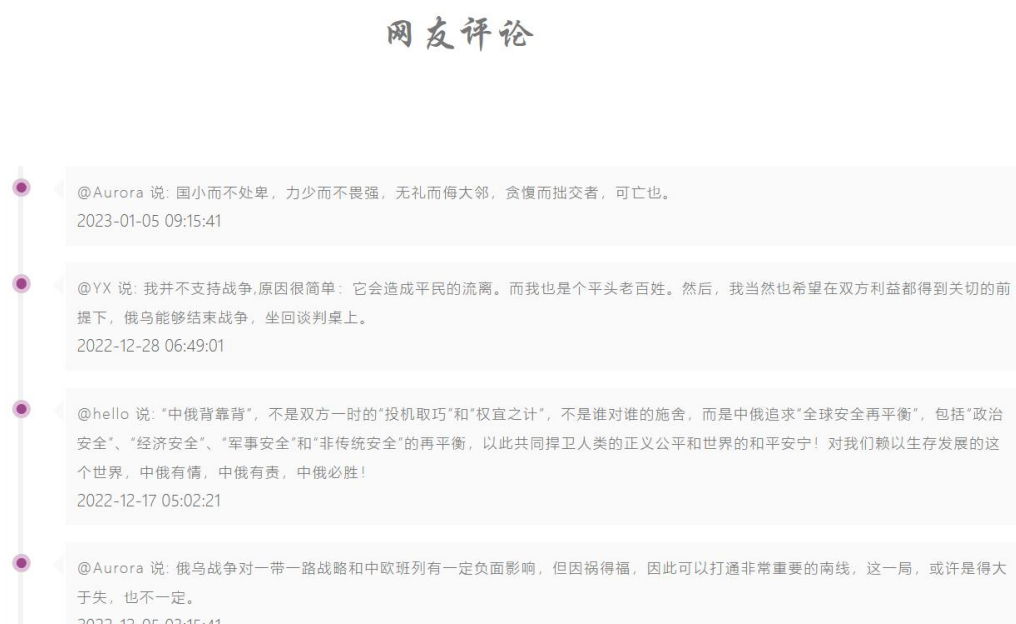 网友评论
@Aurora 说: 国小而不处卑，力少而不畏强，无礼而侮大邻，贪愎而拙交者，可亡也。
2023-01-05 09:15:41
@YX 说: 我并不支持战争,原因很简单：它会造成平民的流离。而我也是个平头老百姓。然后，我当然也希望在双方利益都得到关切的前
提下，俄乌能够结束战争，坐回谈判桌上。
2022-12-28 06:49:01
@hello 说: “中俄背靠背”，不是双方一时的“投机取巧”和“权宜之计”，不是谁对谁的施舍，而是中俄追求“全球安全再平衡”，包括“政治
安全”、“经济安全”、“军事安全”和“非传统安全”的再平衡，以此共同捍卫人类的正义公平和世界的和平安宁！对我们赖以生存发展的这
个世界，中俄有情，中俄有责，中俄必胜！
2022-12-17 05:02:21
@Aurora 说: 俄乌战争对一带一路战略和中欧班列有一定负面影响，但因祸得福，因此可以打通非常重要的南线，这一局，或许是得大
于失，也不一定。
2022-12-05 03:15:41